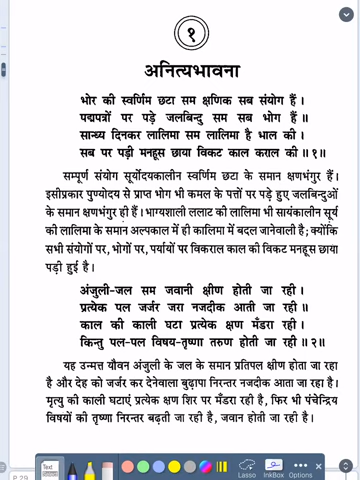 १
अनित्यभावना
भोर की स्वर्णिम छटा सम क्षणिक सब संयोग हैं ।
पद्मपत्रों पर पड़े जलबिन्दु सम सब भोग हैं ॥
सान्ध्य दिनकर लालिमा सम लालिमा है भाल की ।
सब पर पड़ी मनहूस छाया विकट काल कराल की ॥१॥
सम्पूर्ण संयोग सूर्योदयकालीन स्वर्णिम छटा के समान क्षणभंगुर हैं ।
इसीप्रकार पुण्योदय से प्राप्त भोग भी कमल के पत्तों पर पड़े हुए जलबिन्दुओं
के समान क्षणभंगुर ही हैं । भाग्यशाली ललाट की लालिमा भी सायंकालीन सूर्य
की लालिमा के समान अल्पकाल में ही कालिमा में बदल जानेवाली है; क्योंकि
सभी संयोगों पर, भोगों पर, पर्यायों पर विकराल काल की विकट मनहूस छाया
पड़ी हुई है ।
अंजुली-जल सम जवानी क्षीण होती जा रही ।
प्रत्येक पल जर्जर जरा नजदीक आती जा रही ॥
काल की काली घटा प्रत्येक क्षण मँडरा रही ।
किन्तु पल-पल विषय-तृष्णा तरुण होती जा रही ॥२॥
यह उन्मत्त यौवन अंजुली के जल के समान प्रतिपल क्षीण होता जा रहा
है और देह को जर्जर कर देनेवाला बुढ़ापा निरन्तर नजदीक आता जा रहा है ।
मृत्यु की काली घटाएं प्रत्येक क्षण शिर पर मँडरा रही है, फिर भी पंचेन्द्रिय
विषयों की तृष्णा निरन्तर बढ़ती जा रही है, जवान होती जा रही है ।
P 29
Text
Lasso
InkBox
Options